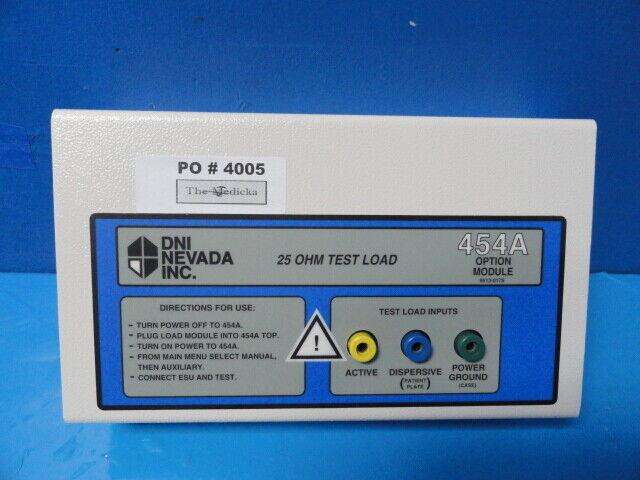 PO # 4005
The Medicka
DNI
NEVADA
INC.
25 OHM TEST LOAD
454A
OPTION
MODULE
9513-0178
DIRECTIONS FOR USE:
- TURN POWER OFF TO 454A.
- PLUG LOAD MODULE INTO 454A TOP.
- TURN ON POWER TO 454A.
- FROM MAIN MENU SELECT MANUAL,
THEN AUXILIARY.
- CONNECT ESU AND TEST.
!
TEST LOAD INPUTS
ACTIVE
DISPERSIVE
(PATIENT
PLATE)
POWER
GROUND
(CASE)